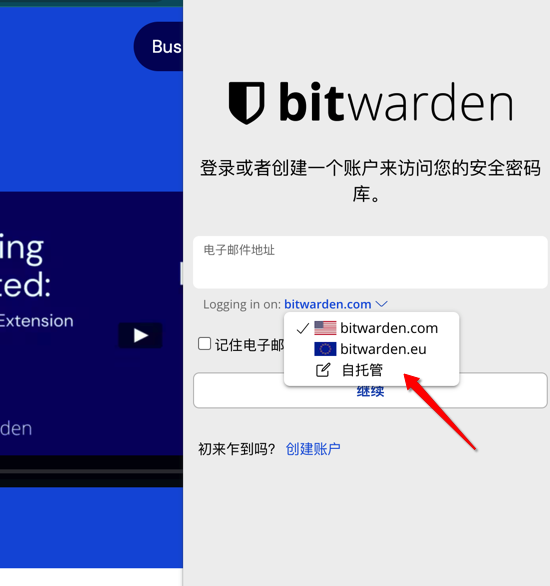 Bus
bitwarden
登录或者创建一个账户来访问您的安全密码
库。
ing
ted:
Extension
den
电子邮件地址
Logging in on: bitwarden.com
bitwarden.com
bitwarden.eu
自托管
记住电子邮
继续
初来乍到吗? 创建账户